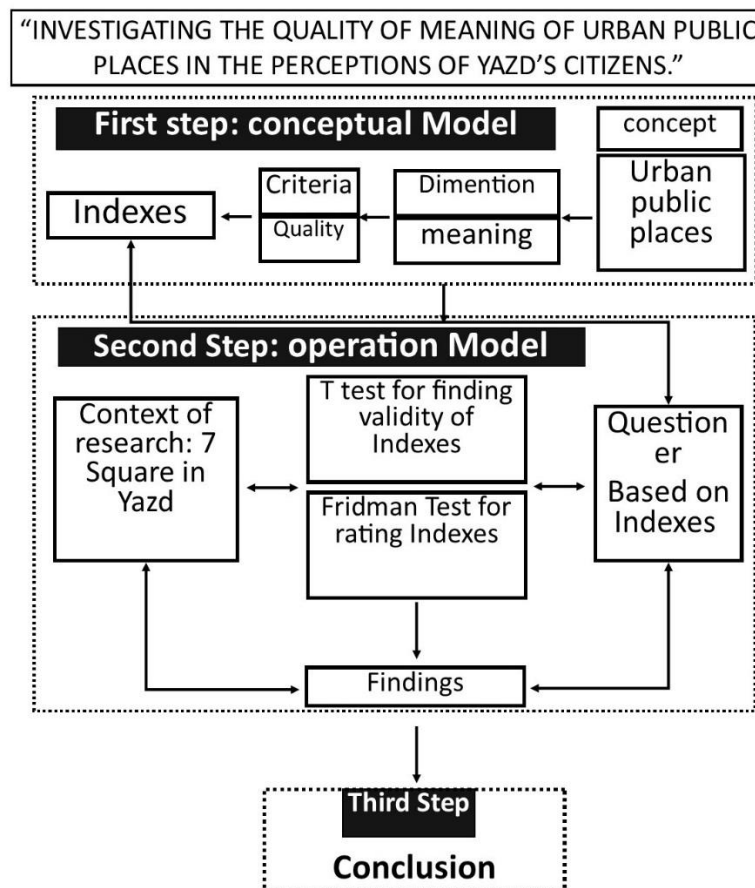 “INVESTIGATING THE QUALITY OF MEANING OF URBAN PUBLIC
PLACES IN THE PERCEPTIONS OF YAZD’S CITIZENS.”
First step: conceptual Model
concept
Urban
public
places
Dimention
meaning
Criteria
Quality
Indexes
Second Step: operation Model
Context of
research: 7
Square in
Yazd
T test for finding
validity of
Indexes
Fridman Test for
rating Indexes
Question
er
Based on
Indexes
Findings
Third Step
Conclusion